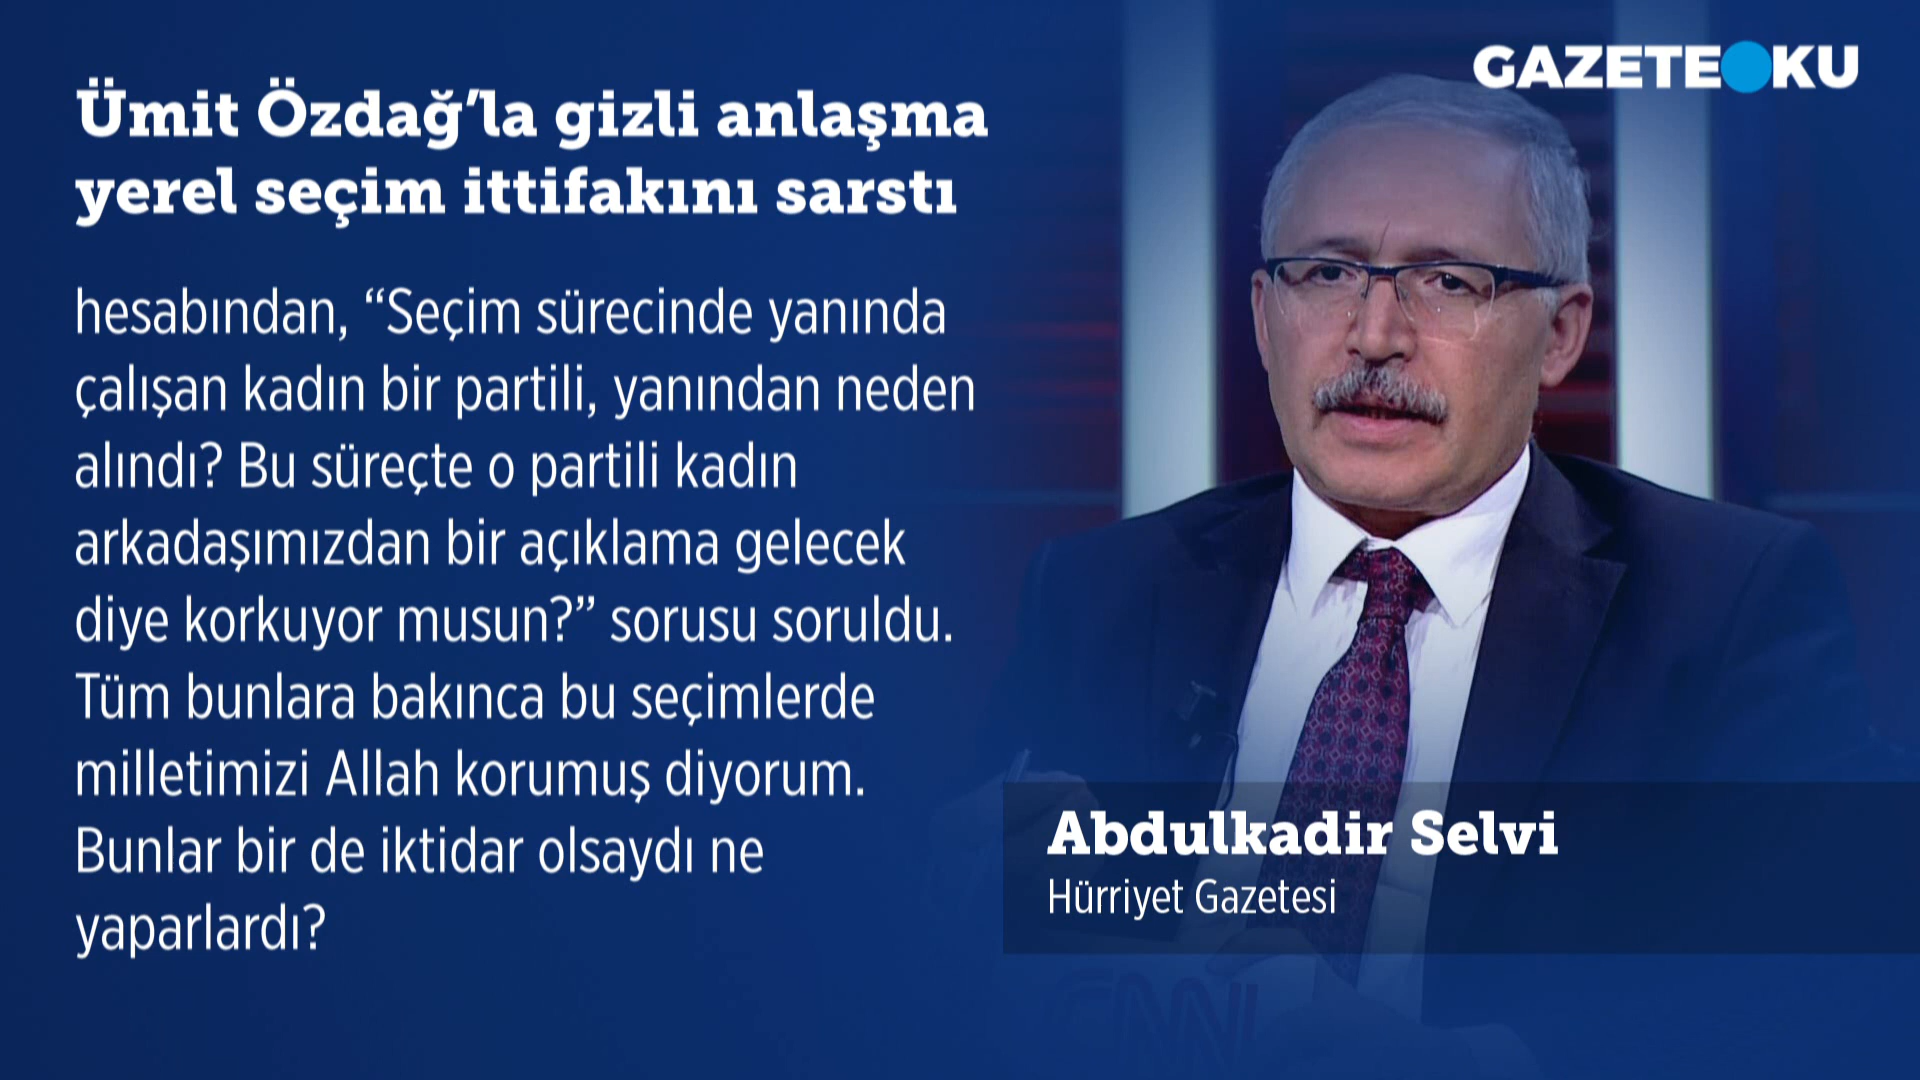 GAZETE KU
Ümit Özdağ’la gizli anlaşma
yerel seçim ittifakını sarstı
hesabından, “Seçim sürecinde yanında
çalışan kadın bir partili, yanından neden
alındı? Bu süreçte o partili kadın
arkadaşımızdan bir açıklama gelecek
diye korkuyor musun?” sorusu soruldu.
Tüm bunlara bakınca bu seçimlerde
milletimizi Allah korumuş diyorum.
Bunlar bir de iktidar olsaydı ne
yaparlardı?
Abdulkadir Selvi
Hürriyet Gazetesi
CNN